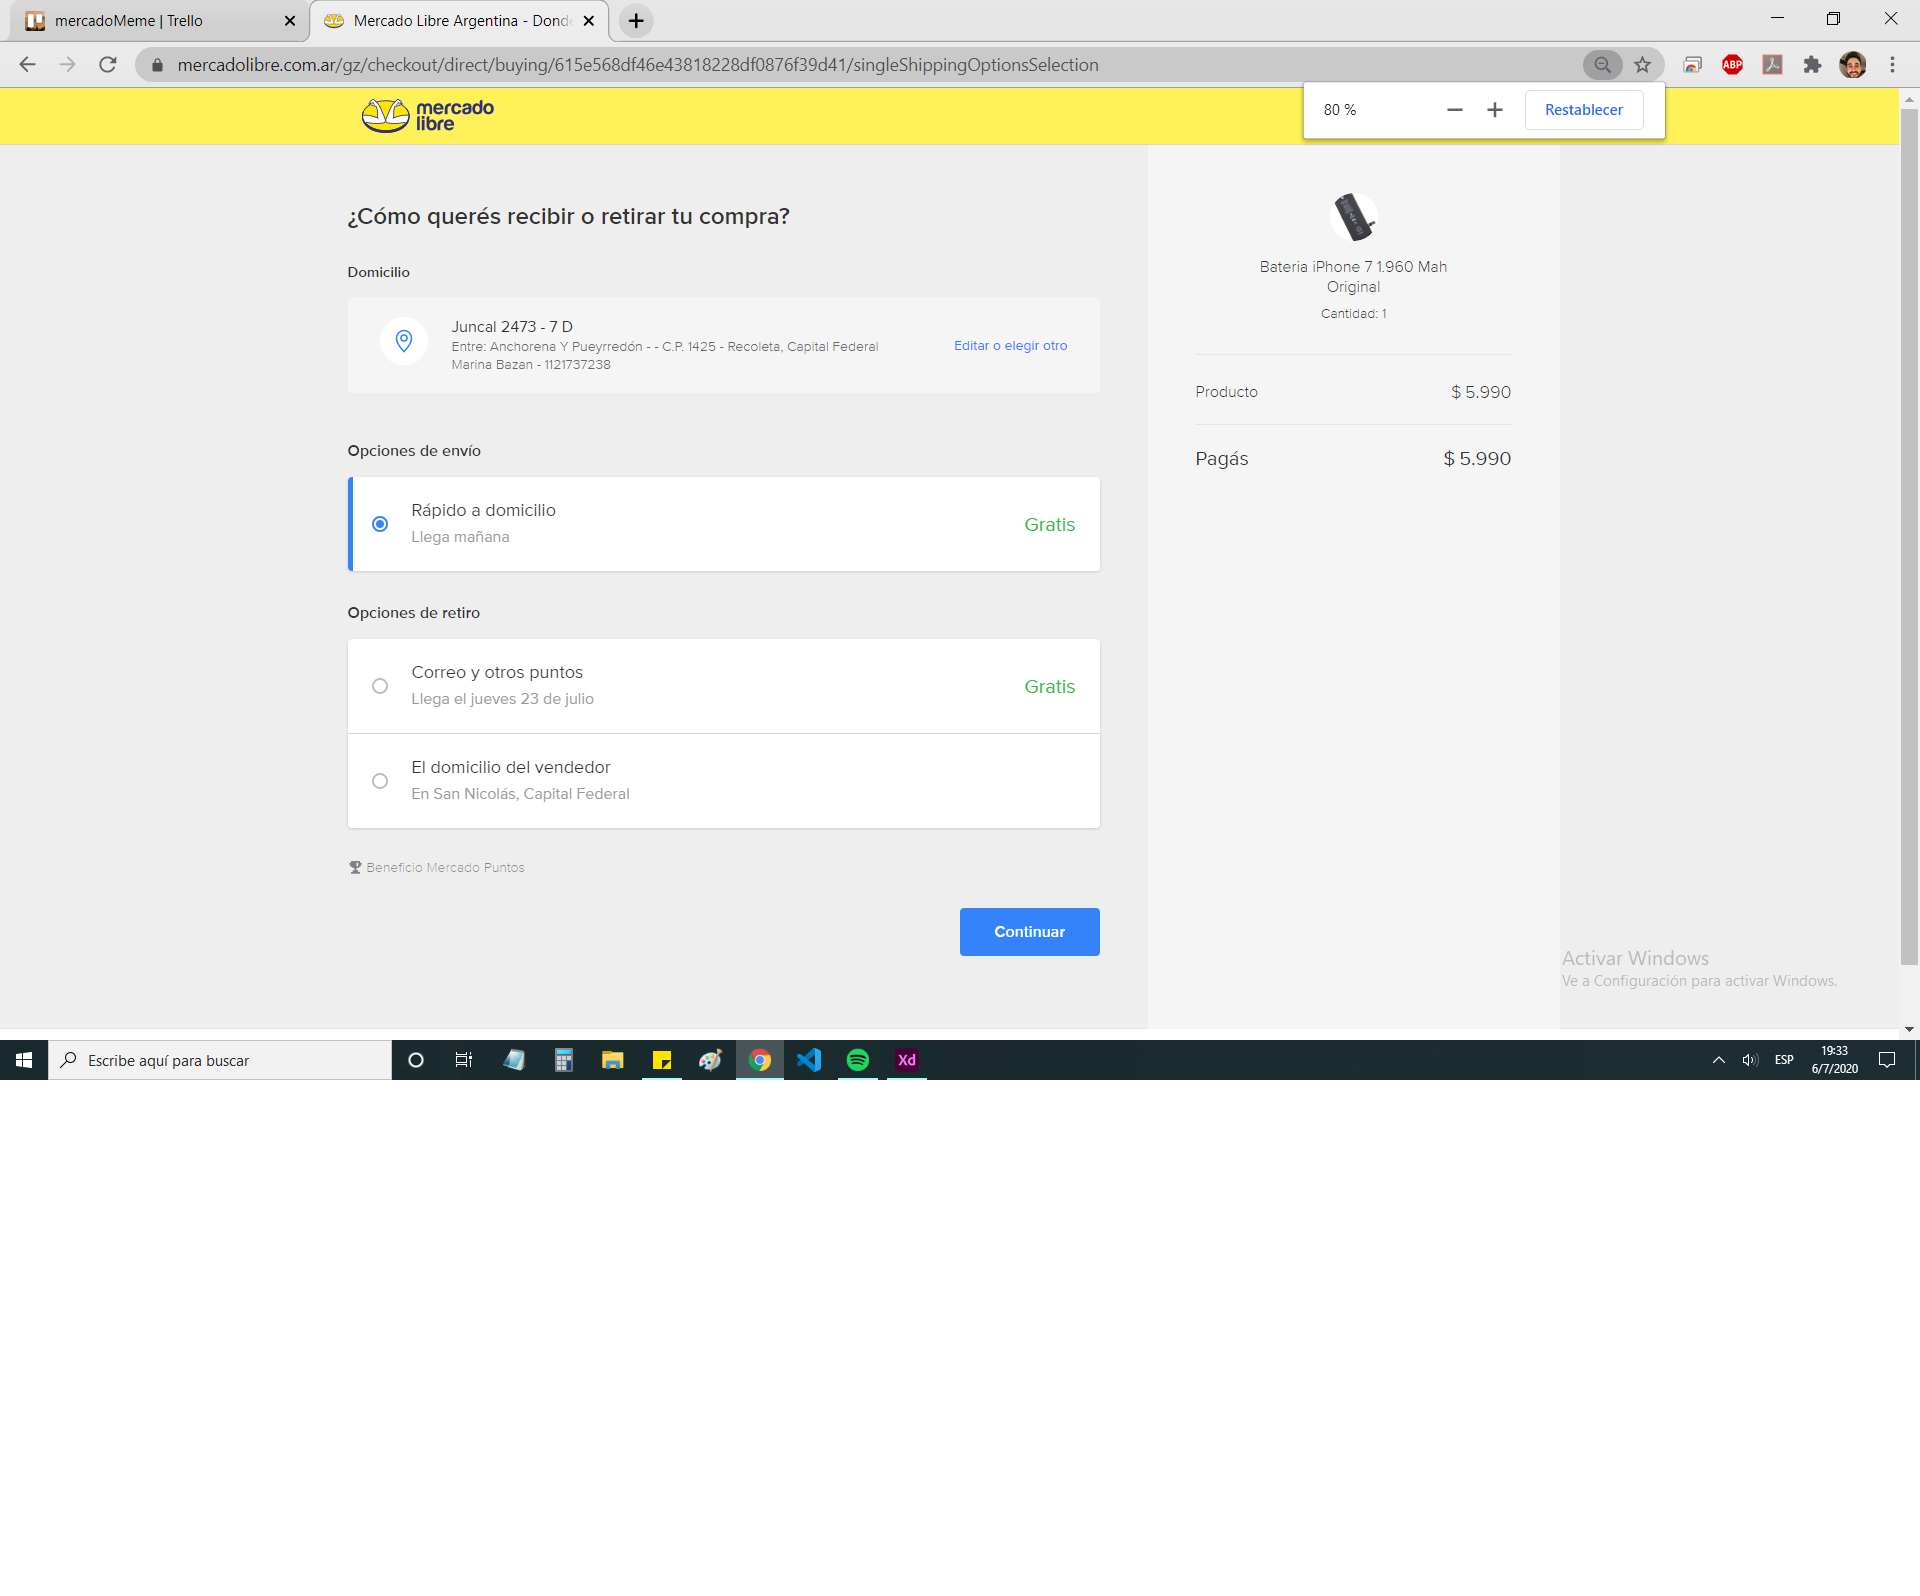 mercadoMeme | Trello
Mercado Libre Argentina - Dond
mercadolibre.com.ar/gz/checkout/direct/buying/615e568df46e43818228df0876f39d41/singleShippingOptionsSelection
ABP
80 %
Restablecer
mercado
libre
¿Cómo querés recibir o retirar tu compra?
Domicilio
Juncal 2473 - 7 D
Entre: Anchorena Y Pueyrredón - - C.P. 1425 - Recoleta, Capital Federal
Marina Bazan - 1121737238
Editar o elegir otro
Opciones de envío
Rápido a domicilio
Llega mañana
Gratis
Opciones de retiro
Correo y otros puntos
Llega el jueves 23 de julio
Gratis
El domicilio del vendedor
En San Nicolás, Capital Federal
Beneficio Mercado Puntos
Continuar
Bateria iPhone 7 1.960 Mah
Original
Cantidad: 1
Producto $ 5.990
Pagás $ 5.990
Activar Windows
Ve a Configuración para activar Windows.
Escribe aquí para buscar
Xd
ESP
19:33
6/7/2020